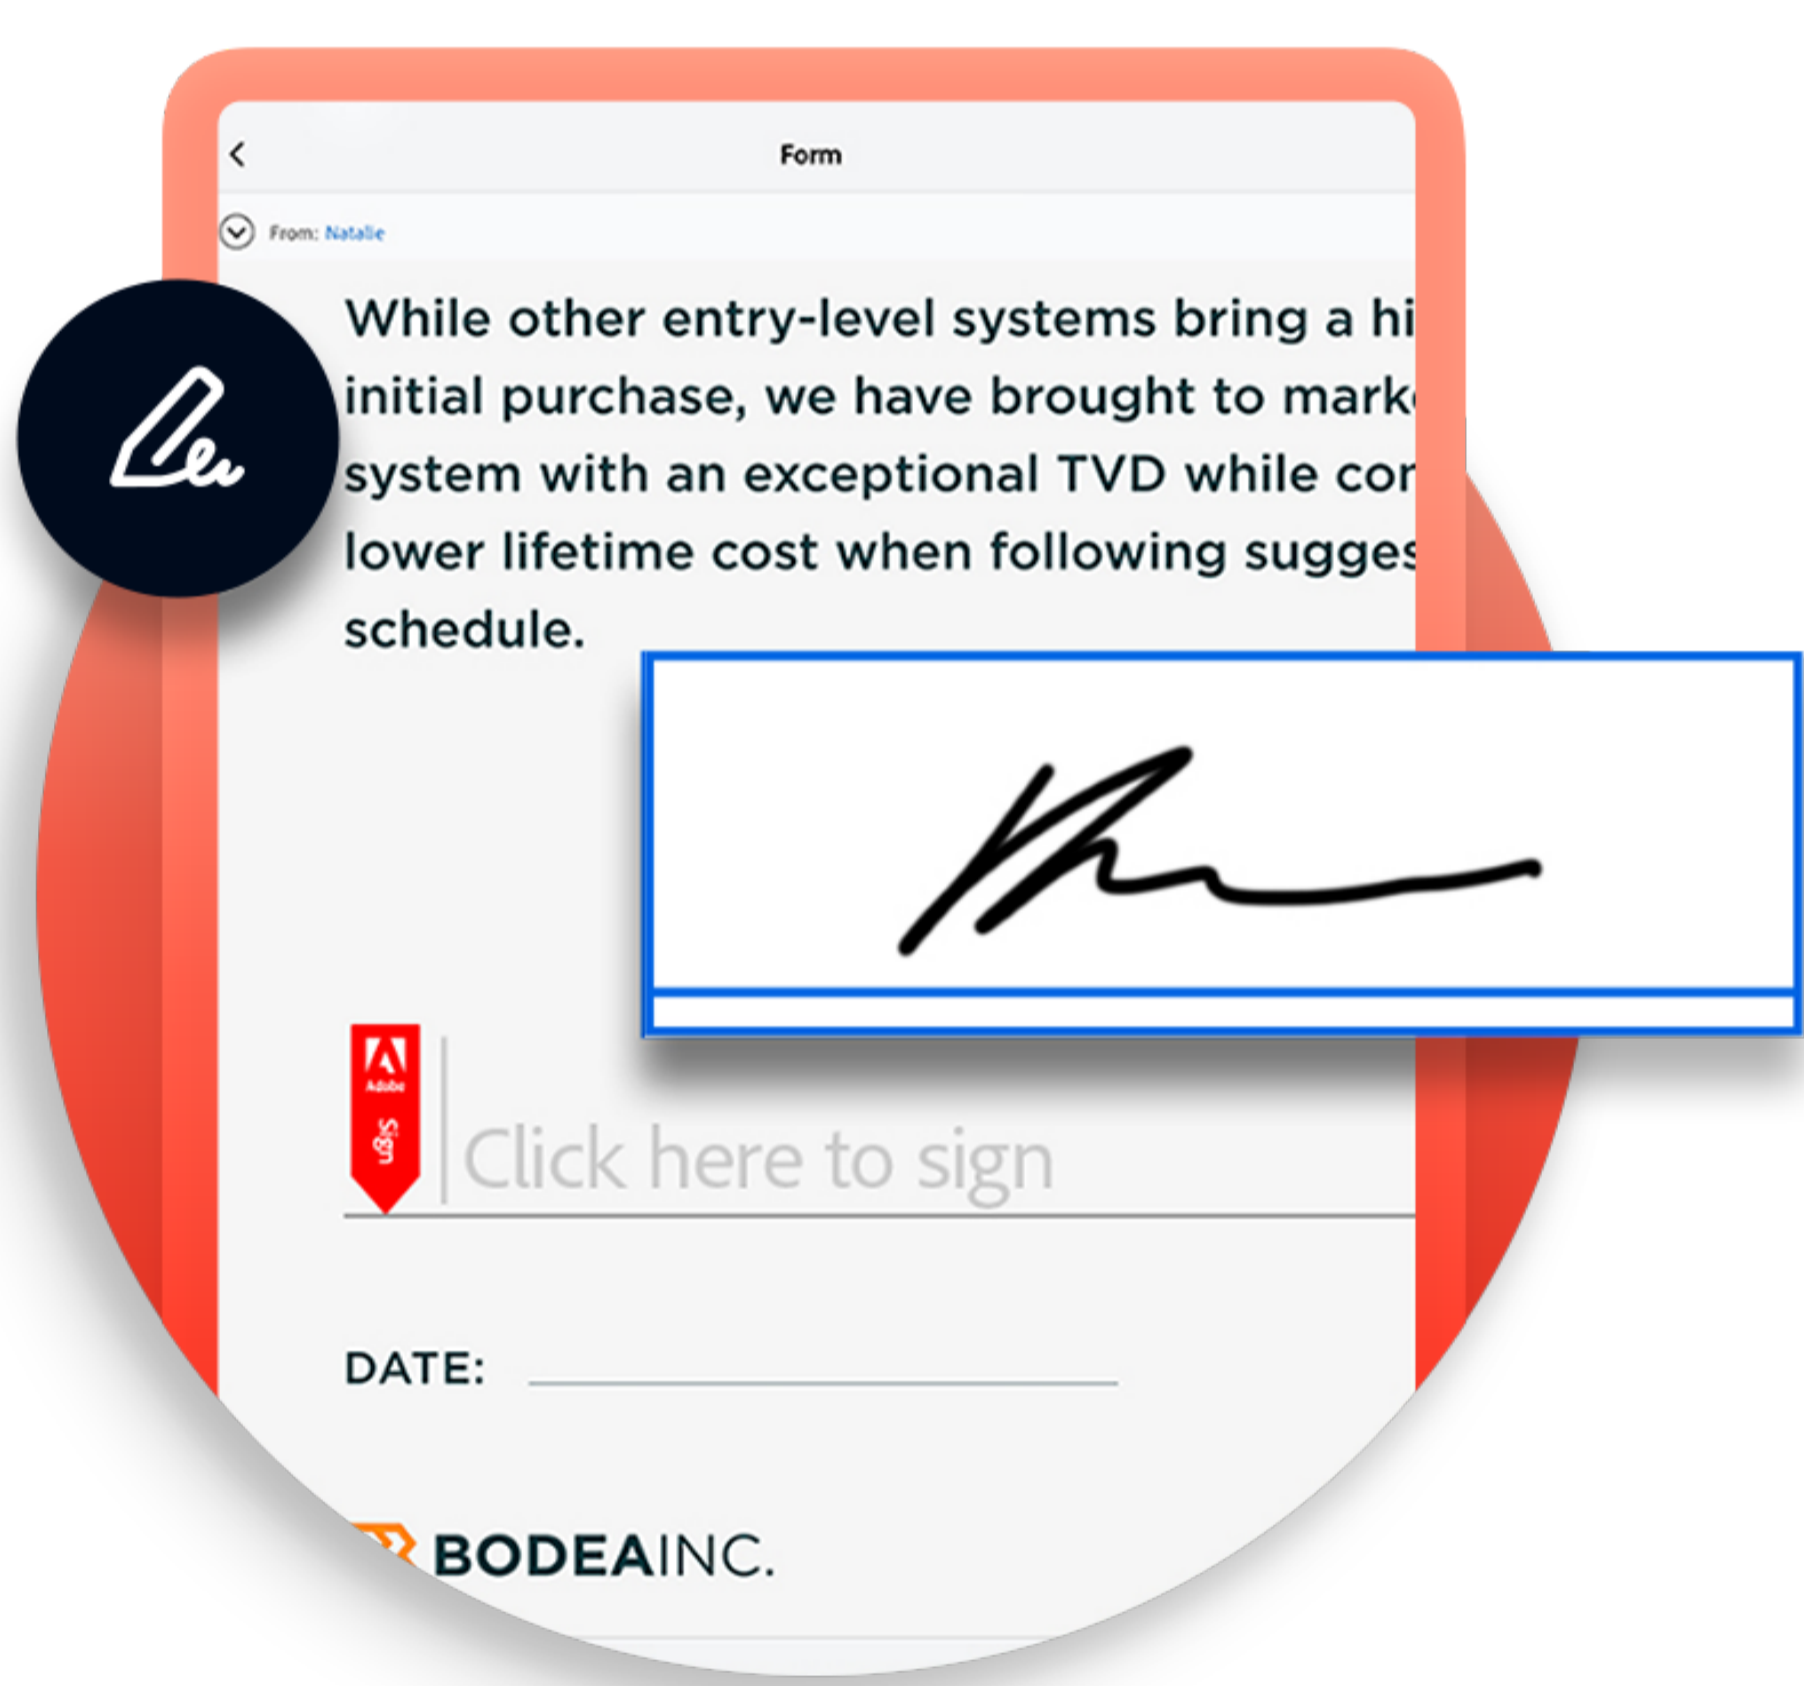 Form
From: Natalie
While other entry-level systems bring a hi
initial purchase, we have brought to mark
system with an exceptional TVD while cor
lower lifetime cost when following sugges
schedule.
Adobe
Sign
Click here to sign
DATE:
BODEAINC.